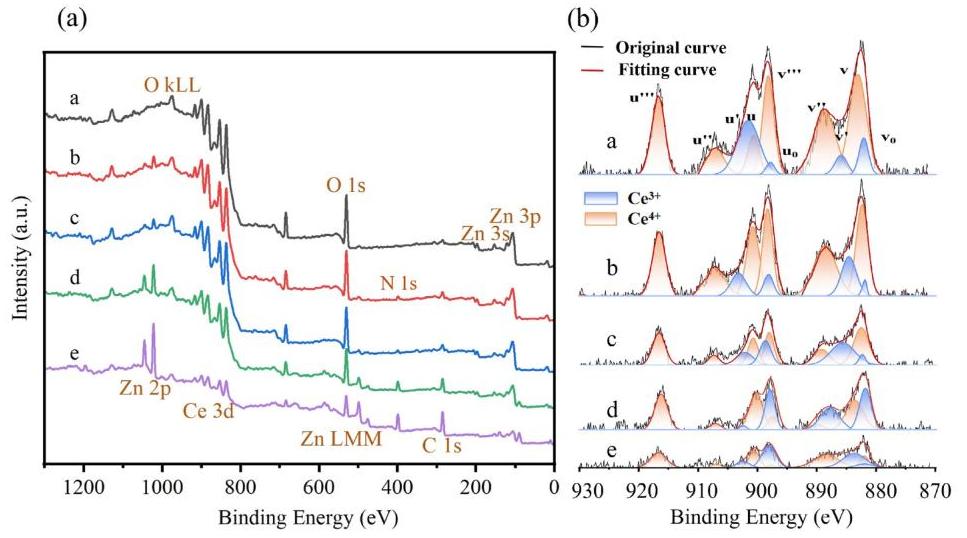 (a)
O kLL
a
b
c
d
e
O 1s
Zn 3p
Zn 3s
N 1s
Zn 2p
Ce 3d
Zn LMM
C 1s
Intensity (a.u.)
1200 1000 800 600 400 200 0
Binding Energy (eV)
(b)
Original curve
Fitting curve
u''' u'' u' u v''' u₀ v'' v' v v₀
a
Ce³⁺
Ce⁴⁺
b
c
d
e
930 920 910 900 890 880 870
Binding Energy (eV)